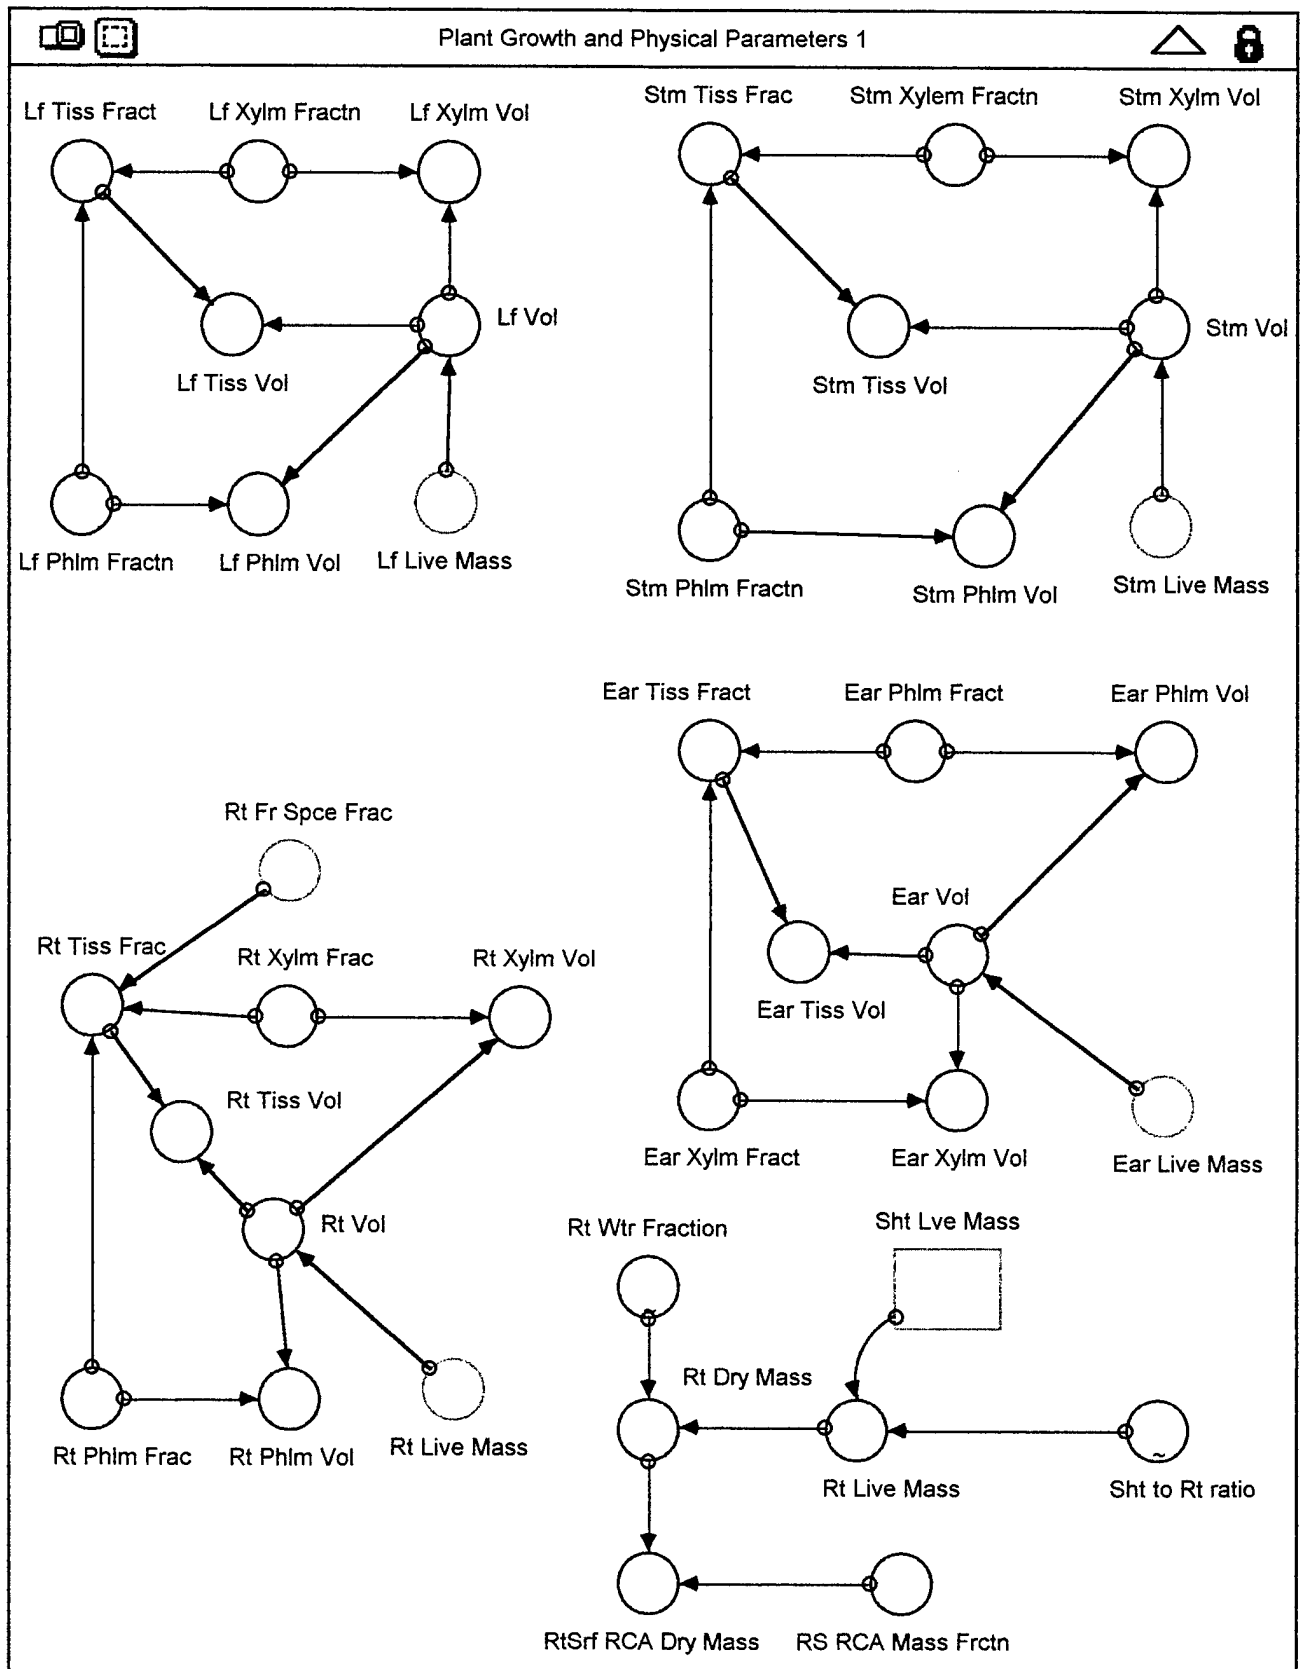 Plant Growth and Physical Parameters 1
Lf Tiss Fract
Lf Xylm Fractn
Lf Xylm Vol
Lf Vol
Lf Tiss Vol
Lf Phlm Fractn
Lf Phlm Vol
Lf Live Mass
Stm Tiss Frac
Stm Xylem Fractn
Stm Xylm Vol
Stm Vol
Stm Tiss Vol
Stm Phlm Fractn
Stm Phlm Vol
Stm Live Mass
Rt Fr Spce Frac
Rt Tiss Frac
Rt Xylm Frac
Rt Xylm Vol
Rt Tiss Vol
Rt Vol
Rt Phlm Frac
Rt Phlm Vol
Rt Live Mass
Ear Tiss Fract
Ear Phlm Fract
Ear Phlm Vol
Ear Vol
Ear Tiss Vol
Ear Xylm Fract
Ear Xylm Vol
Ear Live Mass
Rt Wtr Fraction
Sht Lve Mass
~
Rt Dry Mass
Rt Live Mass
~
Sht to Rt ratio
RtSrf RCA Dry Mass
RS RCA Mass Frctn